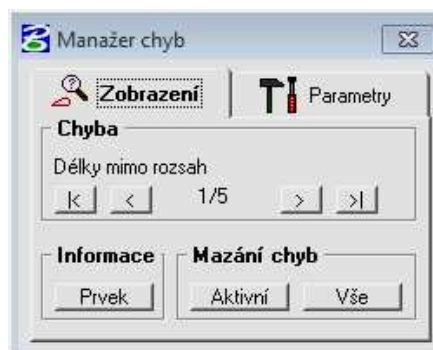 Manažer chyb
Zobrazení Parametry
Chyba
Délky mimo rozsah
|< < 1/5 > >|
Informace Mazání chyb
Prvek Aktivní Vše